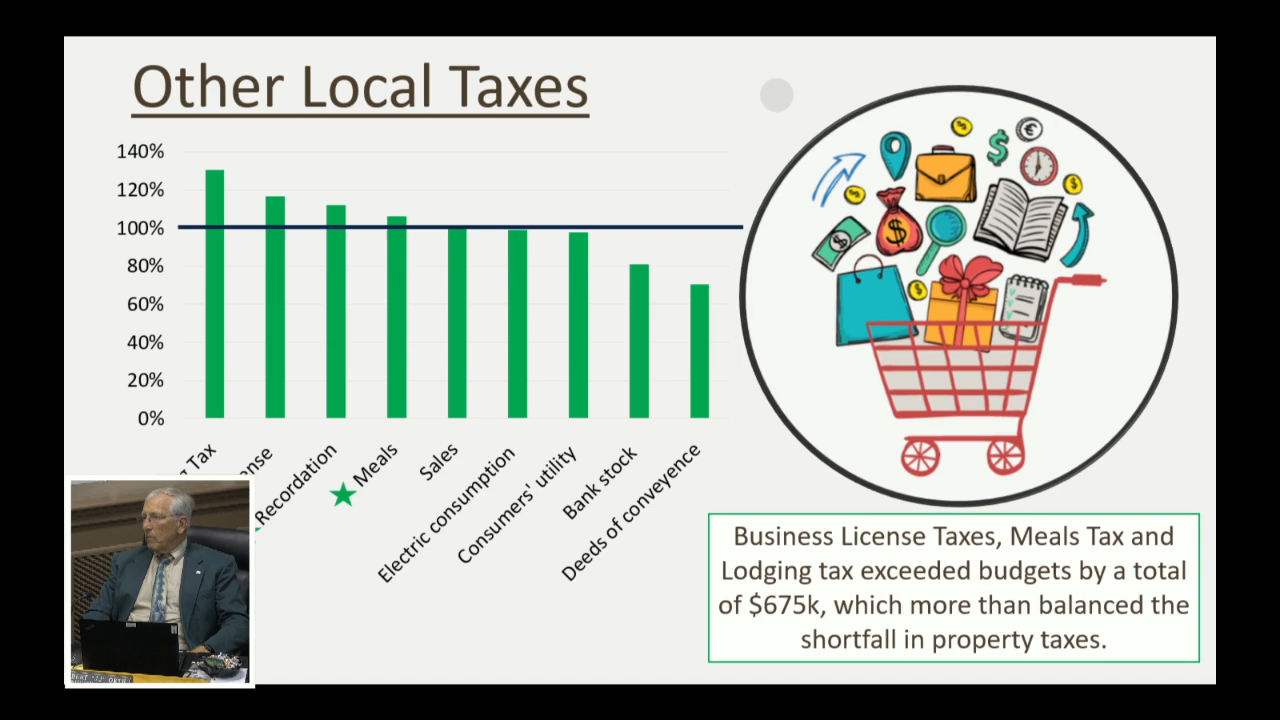 Other Local Taxes
140%
120%
100%
80%
60%
40%
20%
0%
Tax
Recordation
Meals
Sales
Electric consumption
Consumers' utility
Bank stock
Deeds of conveyence
Business License Taxes, Meals Tax and
Lodging tax exceeded budgets by a total
of $675k, which more than balanced the
shortfall in property taxes.